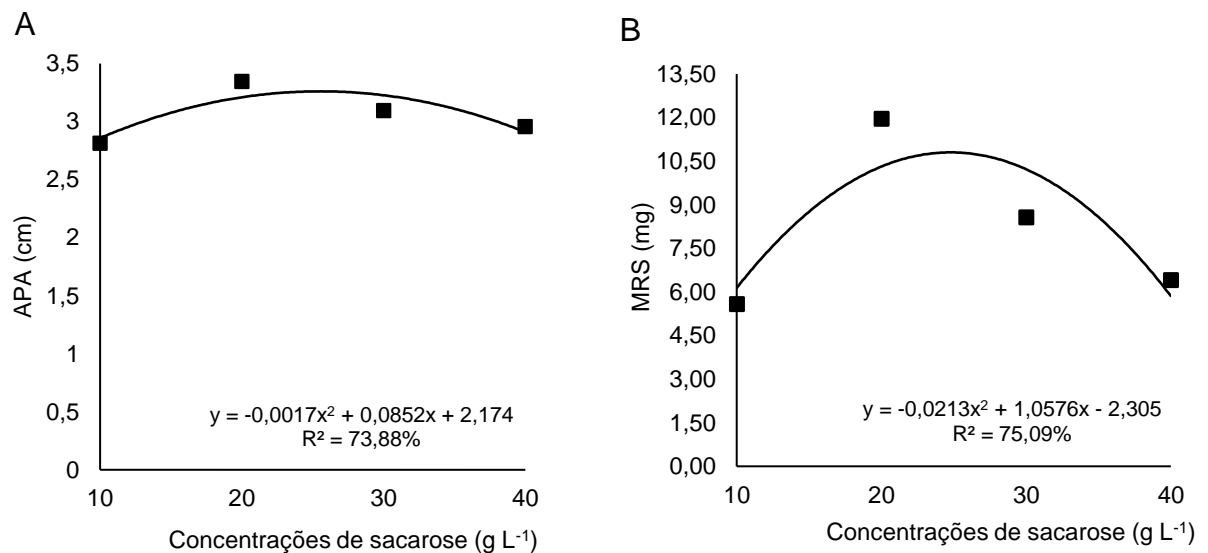 A
3,5
3
2,5
2
1,5
1
0,5
0
APA (cm)
y = -0,0017x² + 0,0852x + 2,174
R² = 73,88%
10 20 30 40
Concentrações de sacarose (g L⁻¹)
B
13,50
12,00
10,50
9,00
7,50
6,00
4,50
3,00
1,50
0,00
MRS (mg)
y = -0,0213x² + 1,0576x - 2,305
R² = 75,09%
10 20 30 40
Concentrações de sacarose (g L⁻¹)